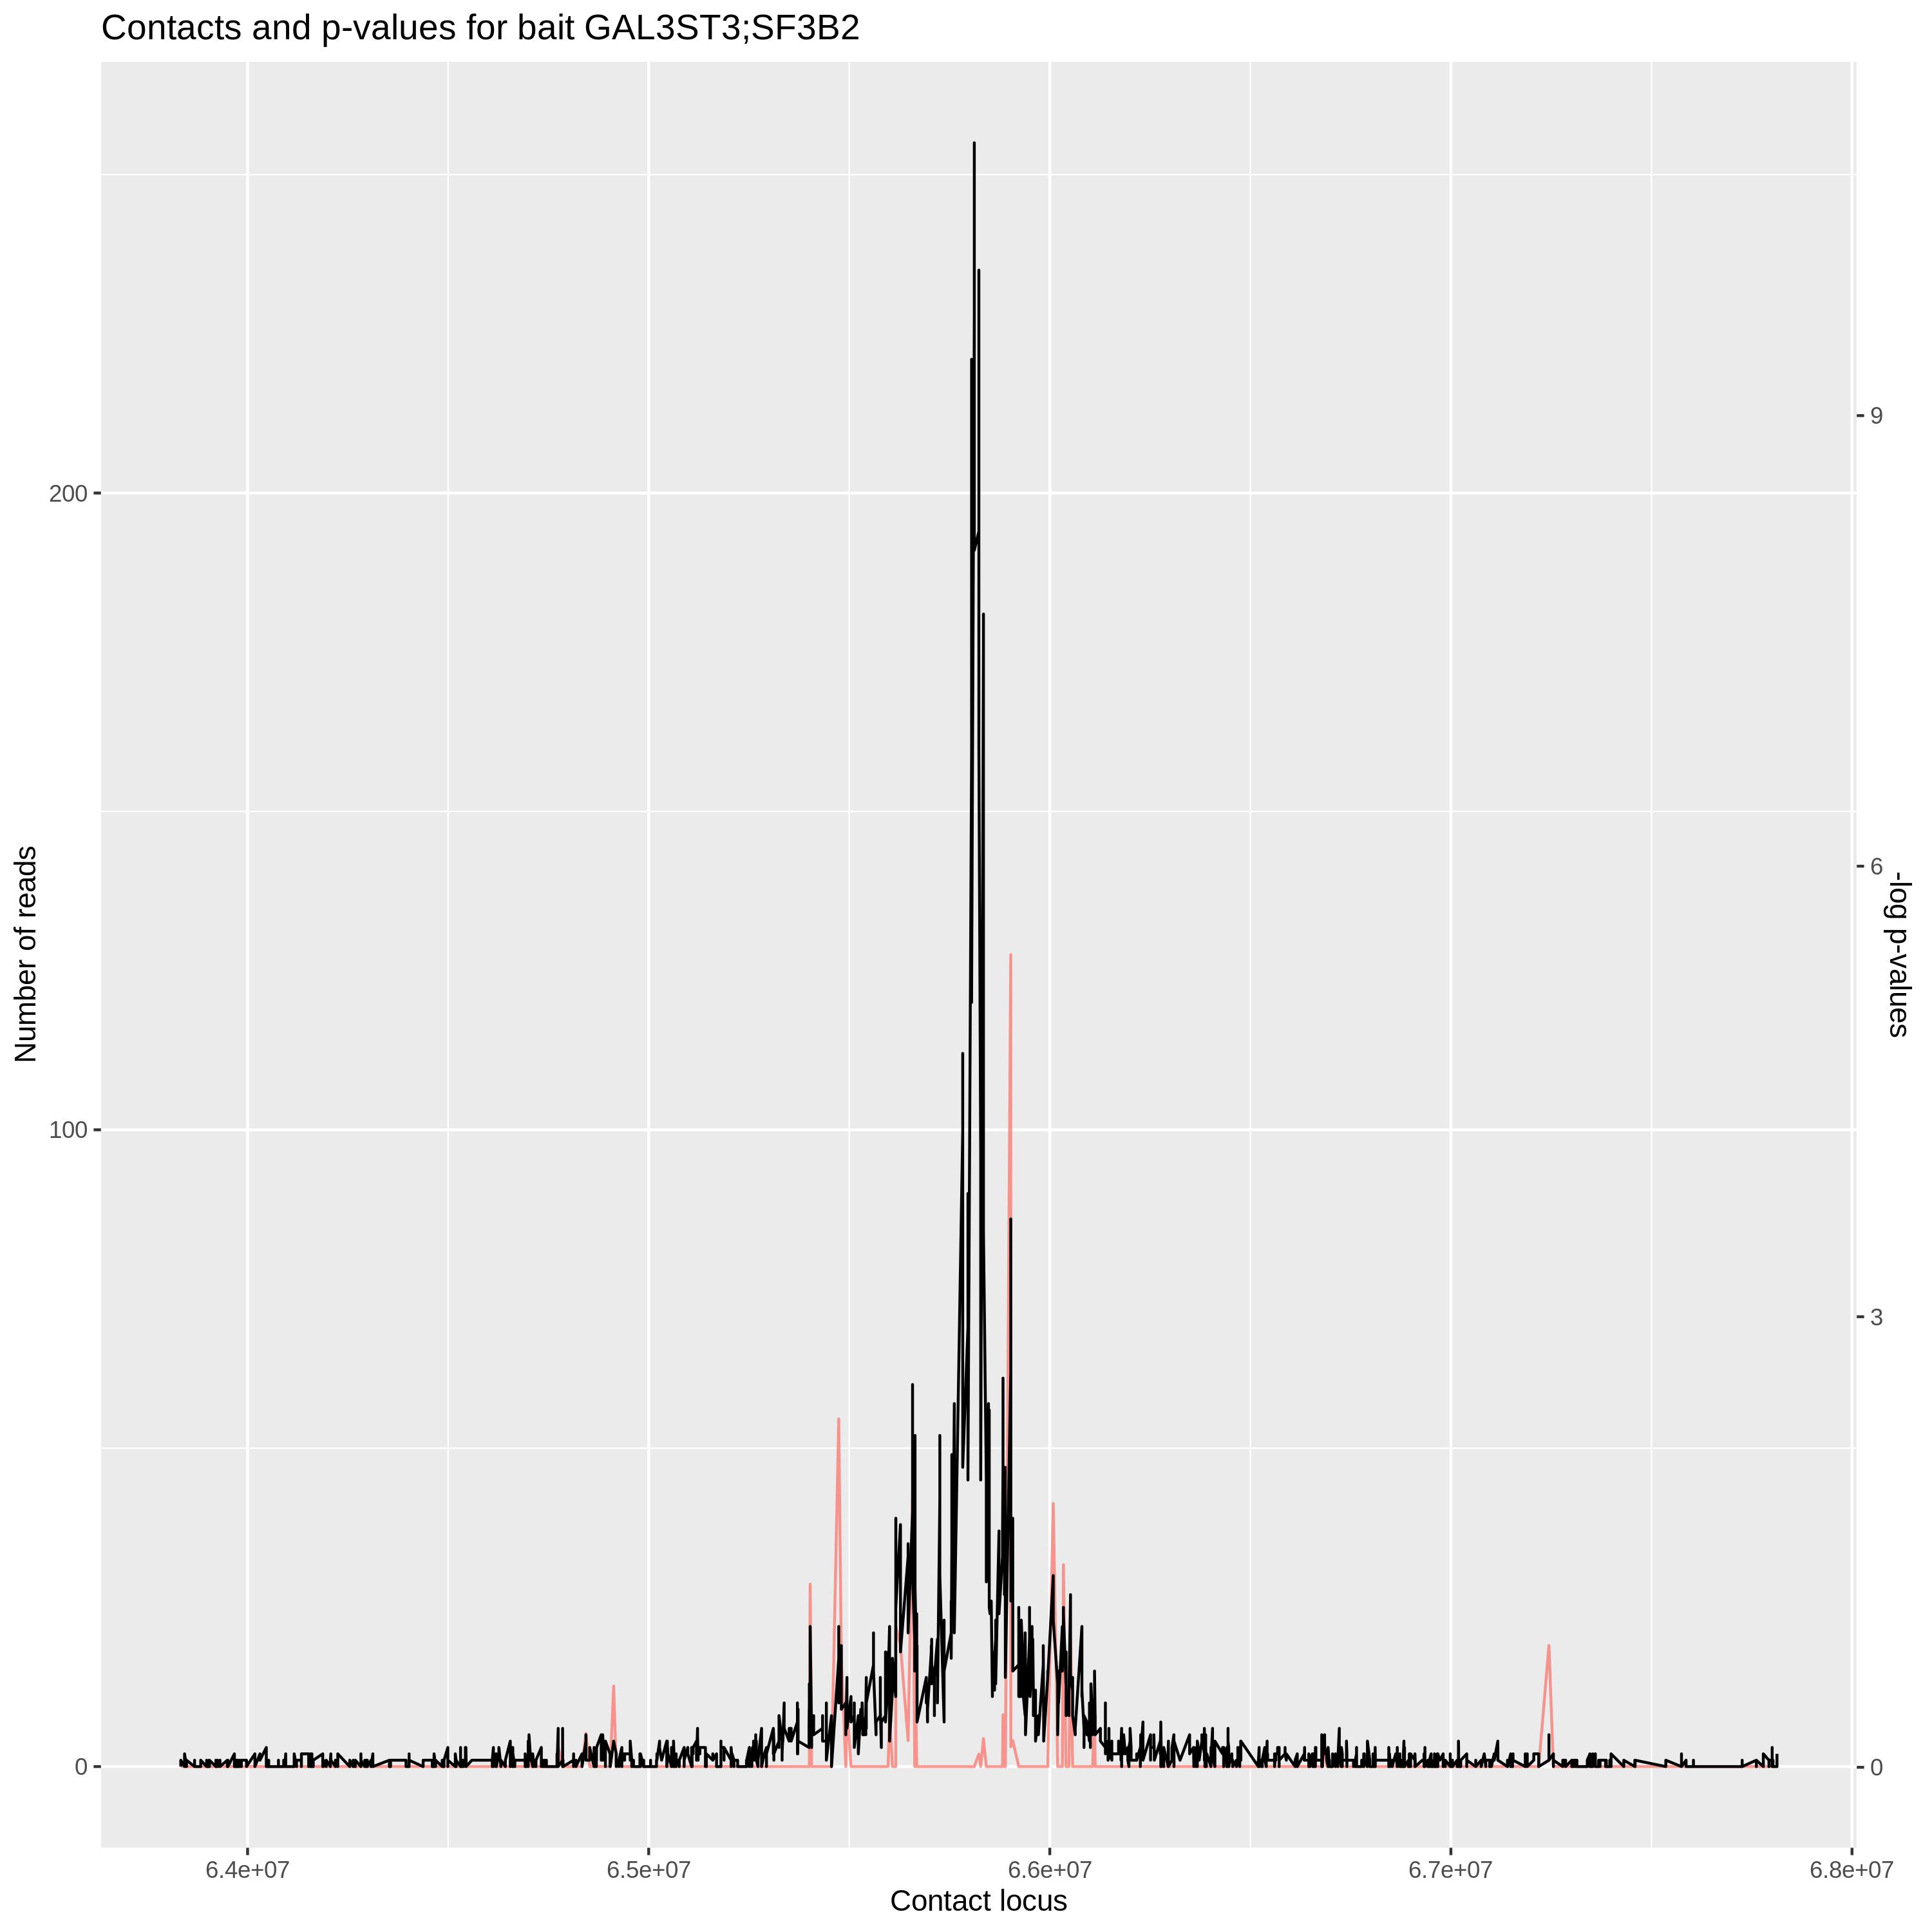 Contacts and p-values for bait GAL3ST3;SF3B2
200
100
0
Number of reads
9
6
3
0
-log p-values
6.4e+07
6.5e+07
6.6e+07
6.7e+07
6.8e+07
Contact locus